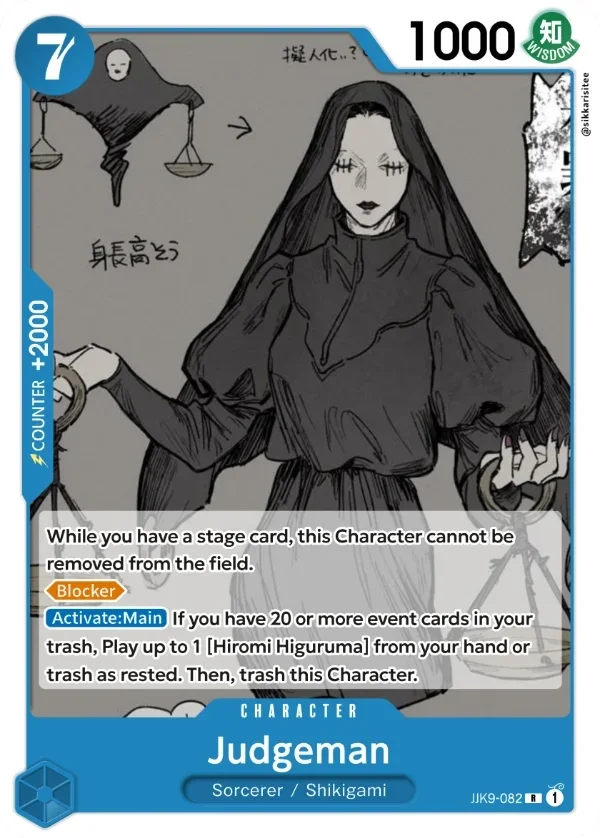 7
1000
知
WISDOM
@sikkarisitee
擬人化..?
身長高そう
COUNTER +2000
While you have a stage card, this Character cannot be
removed from the field.
Blocker
Activate:Main If you have 20 or more event cards in your
trash, Play up to 1 [Hiromi Higuruma] from your hand or
trash as rested. Then, trash this Character.
CHARACTER
Judgeman
Sorcerer / Shikigami
JJK9-082 R 1